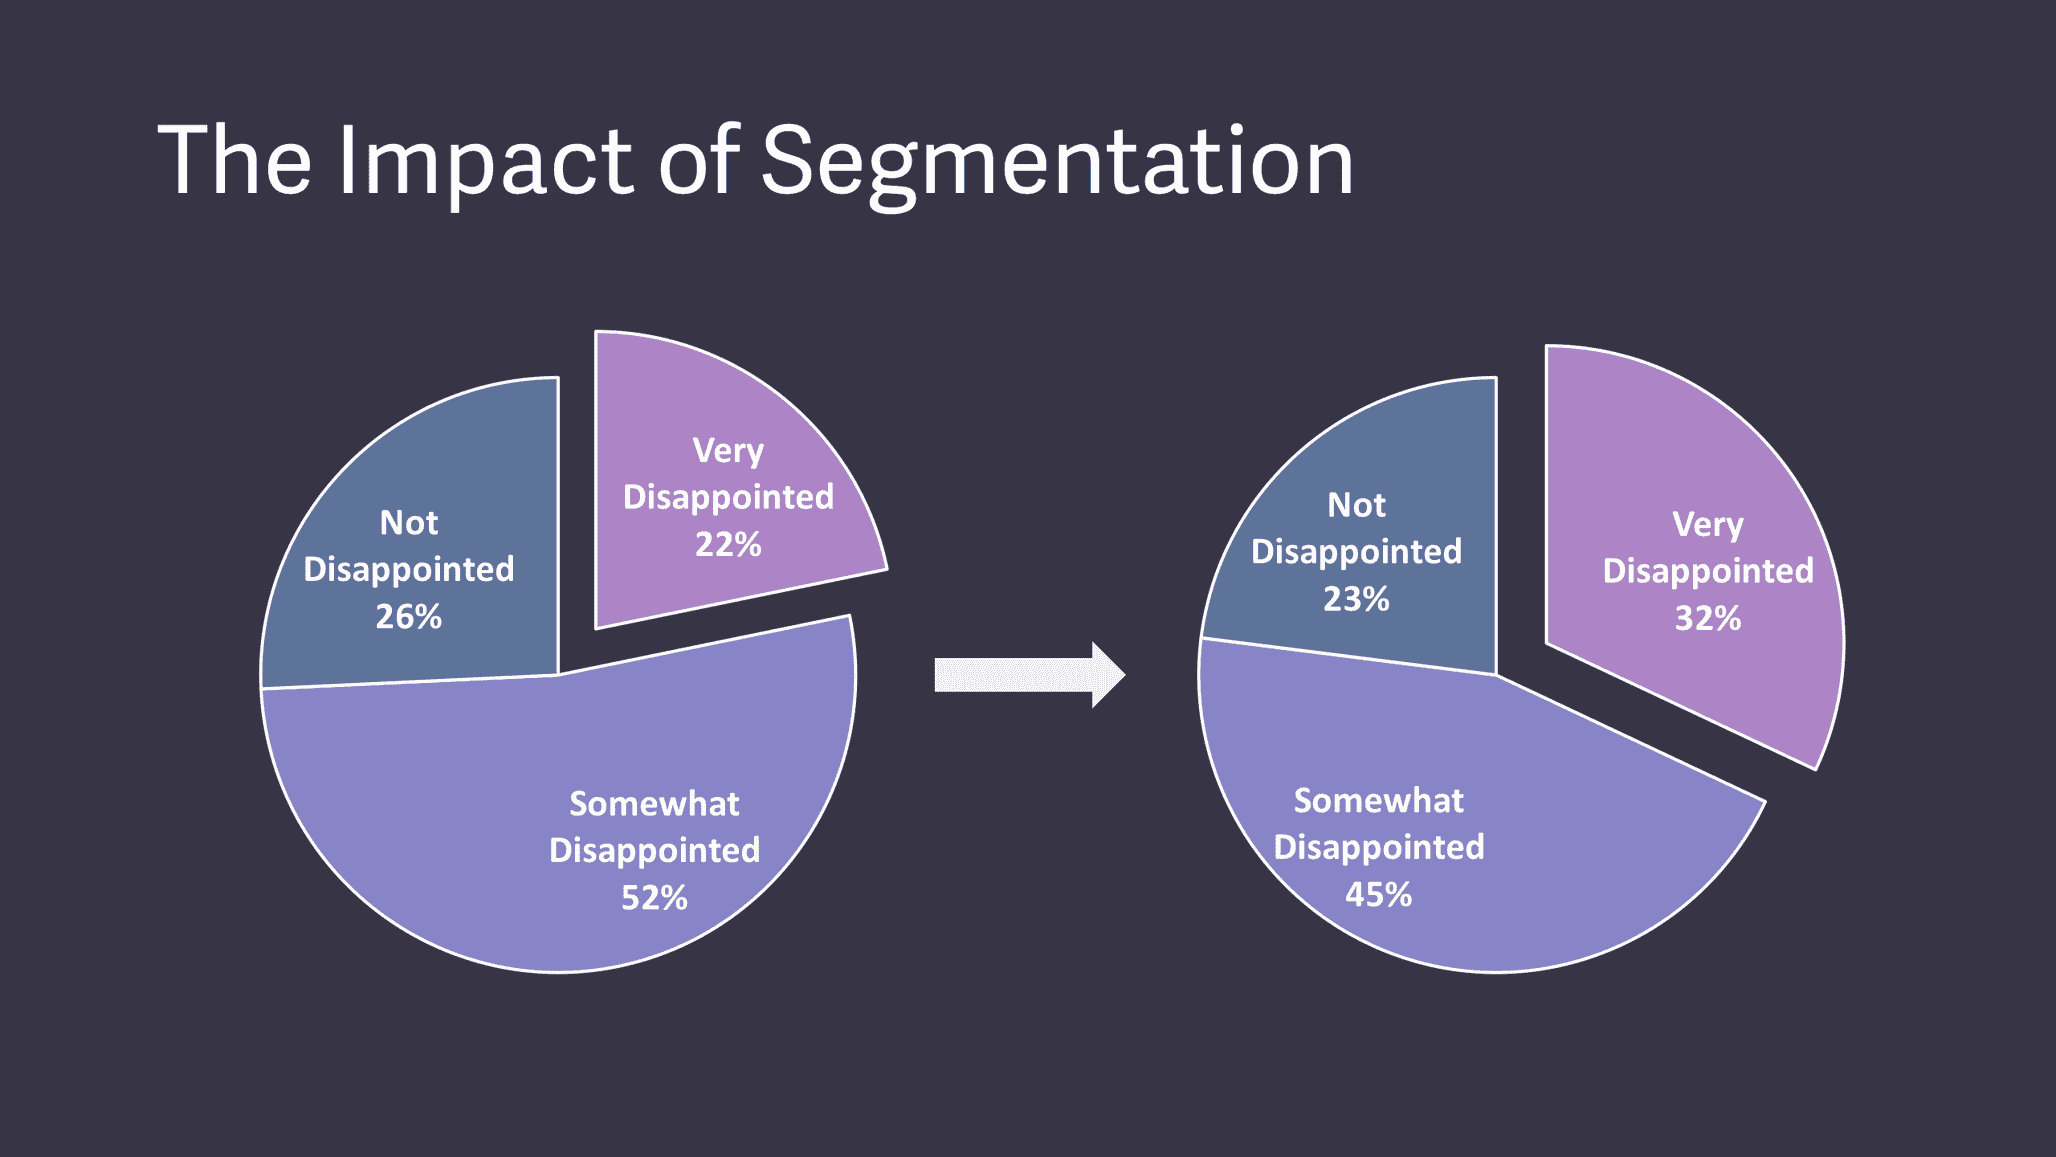 The Impact of Segmentation
Not
Disappointed
26%
Very
Disappointed
22%
Somewhat
Disappointed
52%
Not
Disappointed
23%
Very
Disappointed
32%
Somewhat
Disappointed
45%